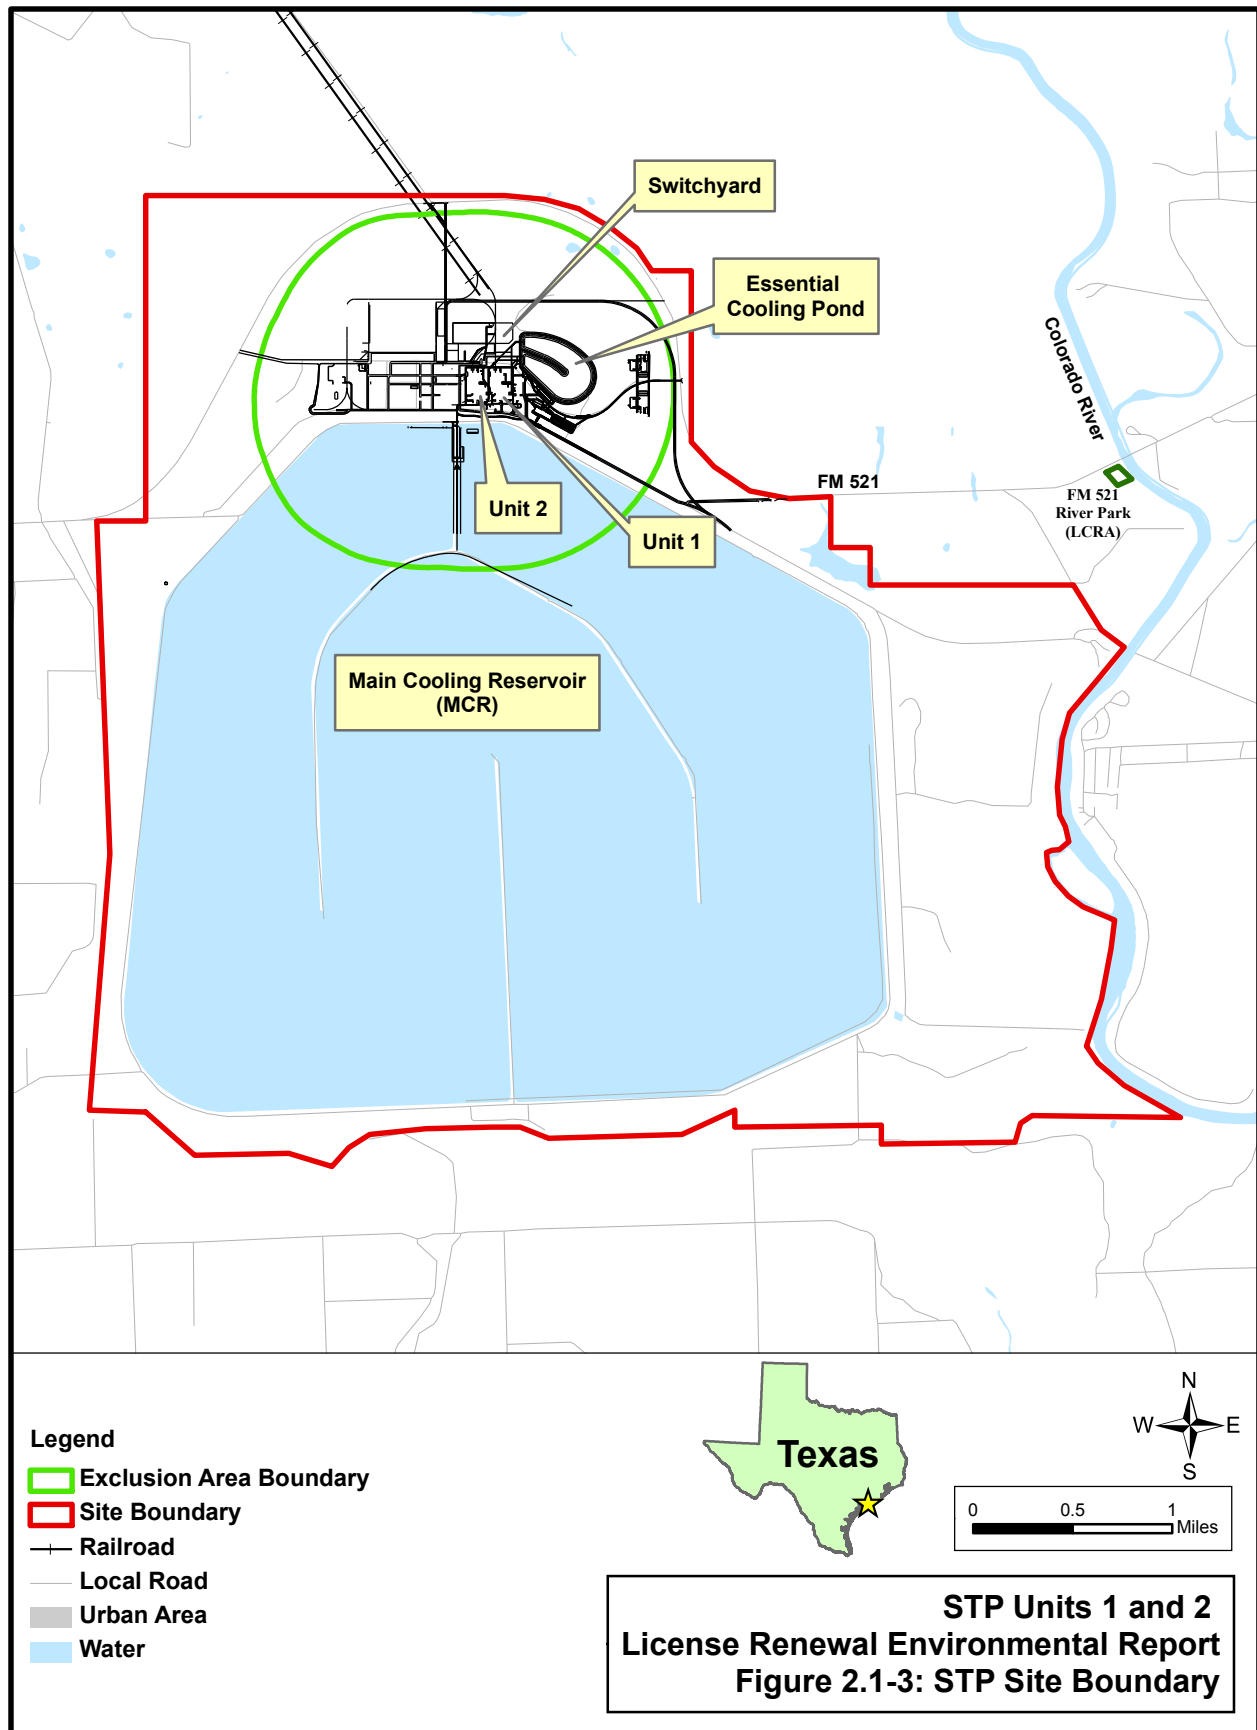 Switchyard
Essential
Cooling Pond
Colorado River
FM 521
FM 521
River Park
(LCRA)
Unit 2
Unit 1
Main Cooling Reservoir
(MCR)
Legend
Exclusion Area Boundary
Site Boundary
Railroad
Local Road
Urban Area
Water
Texas
N
W E
S
0 0.5 1
Miles
STP Units 1 and 2
License Renewal Environmental Report
Figure 2.1-3: STP Site Boundary